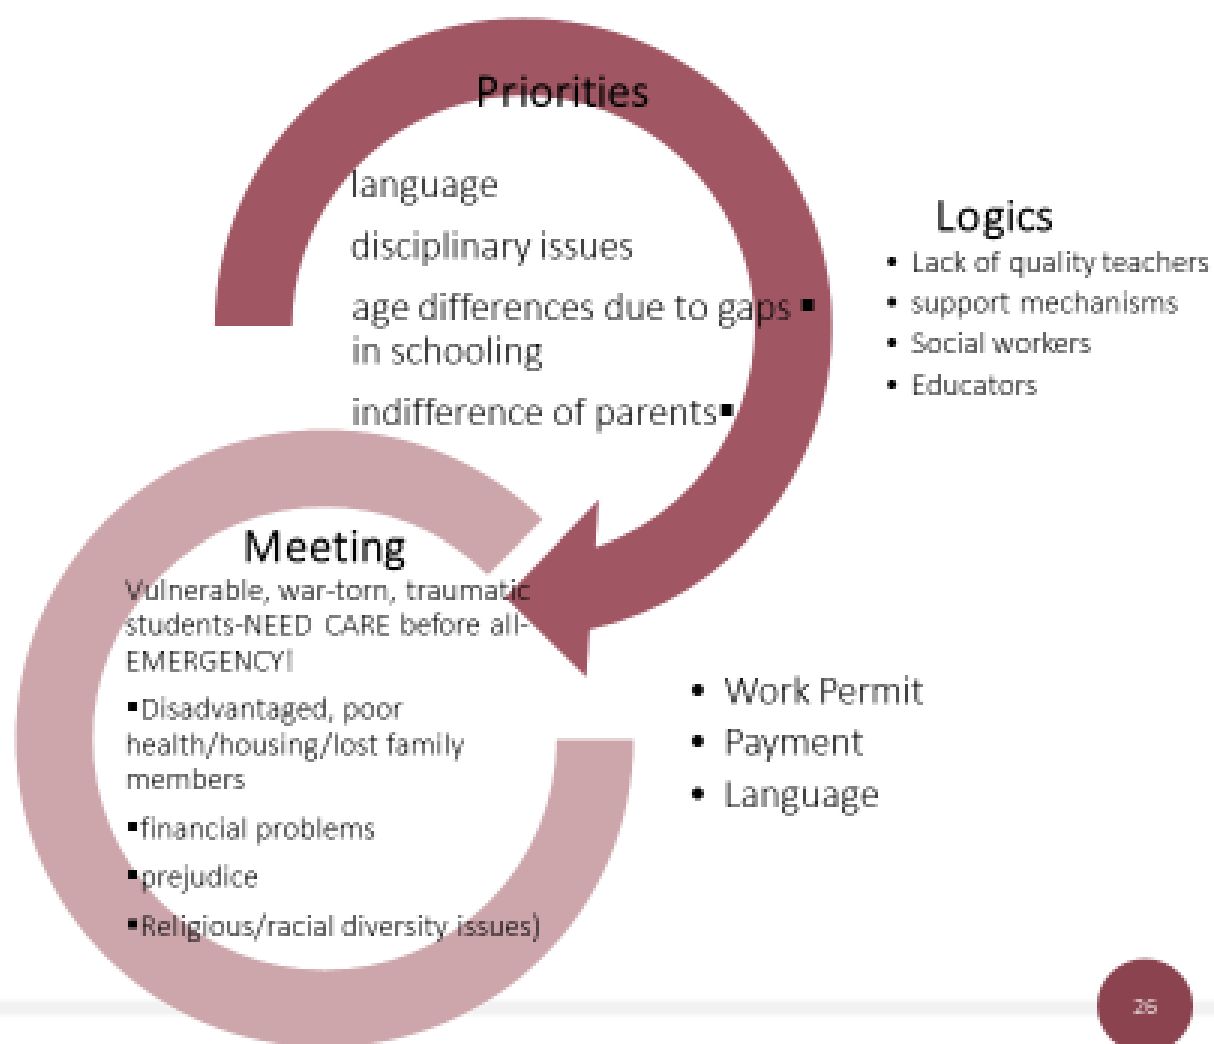 Priorities
language
disciplinary issues
age differences due to gaps ▪
in schooling
indifference of parents▪
Logics
• Lack of quality teachers
• support mechanisms
• Social workers
• Educators
Meeting
Vulnerable, war-torn, traumatic
students-NEED CARE before all-
EMERGENCY!
▪Disadvantaged, poor
health/housing/lost family
members
▪financial problems
▪prejudice
▪Religious/racial diversity issues)
• Work Permit
• Payment
• Language
26